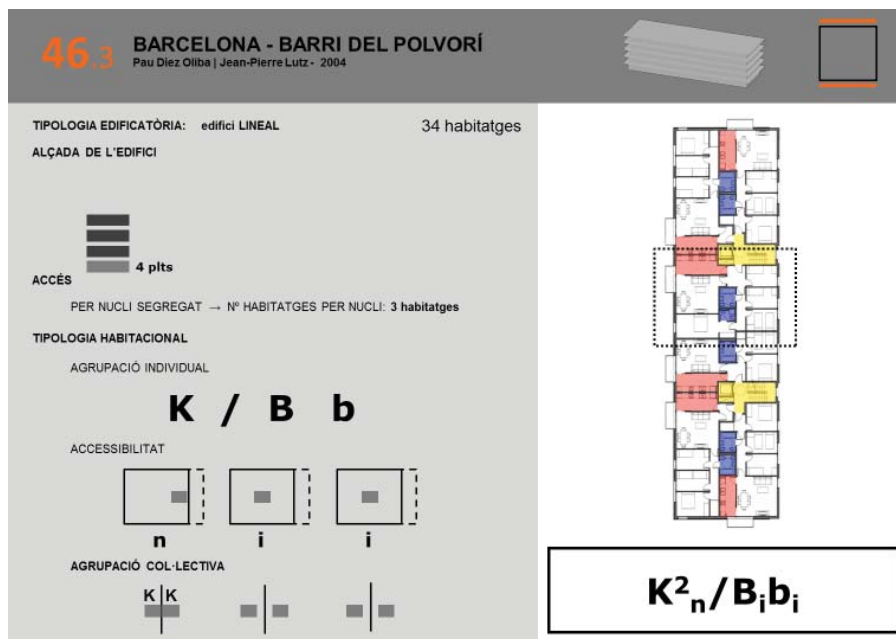 46.3 BARCELONA - BARRI DEL POLVORÍ
Pau Diez Oliba | Jean-Pierre Lutz - 2004
TIPOLOGIA EDIFICATÒRIA: edifici LINEAL 34 habitatges
ALÇADA DE L'EDIFICI
4 plts
ACCÉS
PER NUCLI SEGREGAT → Nº HABITATGES PER NUCLI: 3 habitatges
TIPOLOGIA HABITACIONAL
AGRUPACIÓ INDIVIDUAL
K / B b
ACCESSIBILITAT
n i i
AGRUPACIÓ COL·LECTIVA
K K
K²n/Bibi